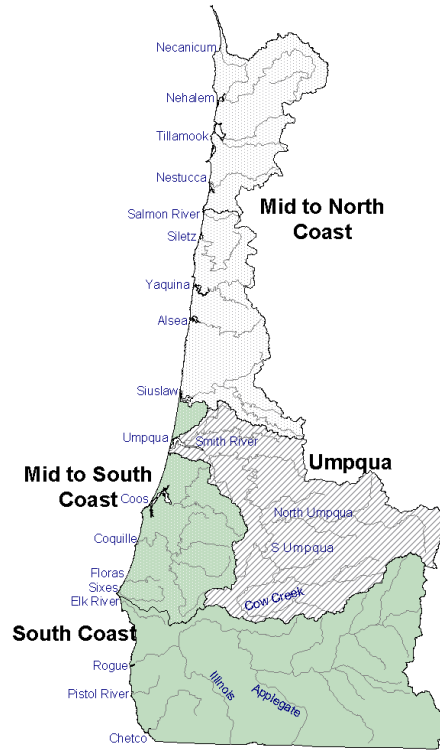 Necanicum
Nehalem
Tillamook
Nestucca
Mid to North
Coast
Salmon River
Siletz
Yaquina
Alsea
Siuslaw
Umpqua
Smith River
Umpqua
Mid to South
Coast
Coos
North Umpqua
Coquille
S Umpqua
Floras
Sixes
Elk River
Cow Creek
South Coast
Rogue
Illinois
Applegate
Pistol River
Chetco